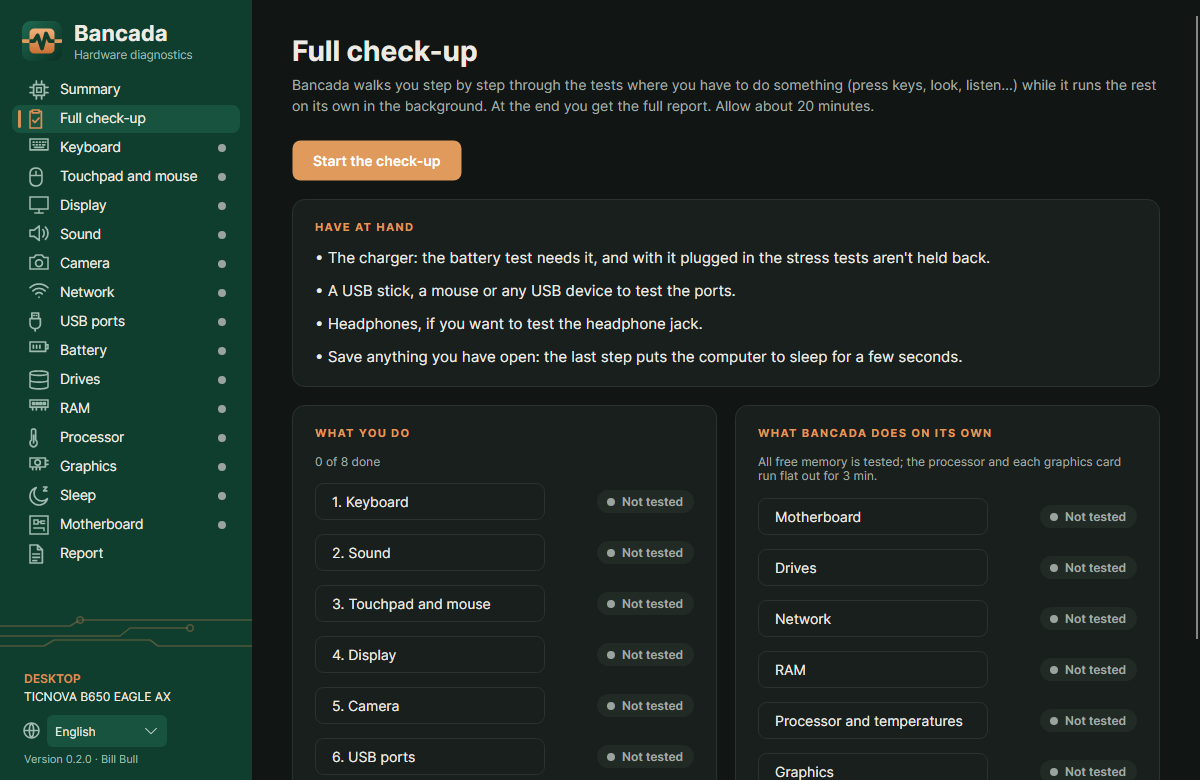 Bancada
Hardware diagnostics
Summary
Full check-up
Keyboard
Touchpad and mouse
Display
Sound
Camera
Network
USB ports
Battery
Drives
RAM
Processor
Graphics
Sleep
Motherboard
Report
DESKTOP
TICNOVA B650 EAGLE AX
English
Version 0.2.0 · Bill Bull
Full check-up
Bancada walks you step by step through the tests where you have to do something (press keys, look, listen...) while it runs the rest
on its own in the background. At the end you get the full report. Allow about 20 minutes.
Start the check-up
HAVE AT HAND
• The charger: the battery test needs it, and with it plugged in the stress tests aren't held back.
• A USB stick, a mouse or any USB device to test the ports.
• Headphones, if you want to test the headphone jack.
• Save anything you have open: the last step puts the computer to sleep for a few seconds.
WHAT YOU DO
0 of 8 done
1. Keyboard Not tested
2. Sound Not tested
3. Touchpad and mouse Not tested
4. Display Not tested
5. Camera Not tested
6. USB ports Not tested
WHAT BANCADA DOES ON ITS OWN
All free memory is tested; the processor and each graphics card
run flat out for 3 min.
Motherboard Not tested
Drives Not tested
Network Not tested
RAM Not tested
Processor and temperatures Not tested
Graphics Not tested